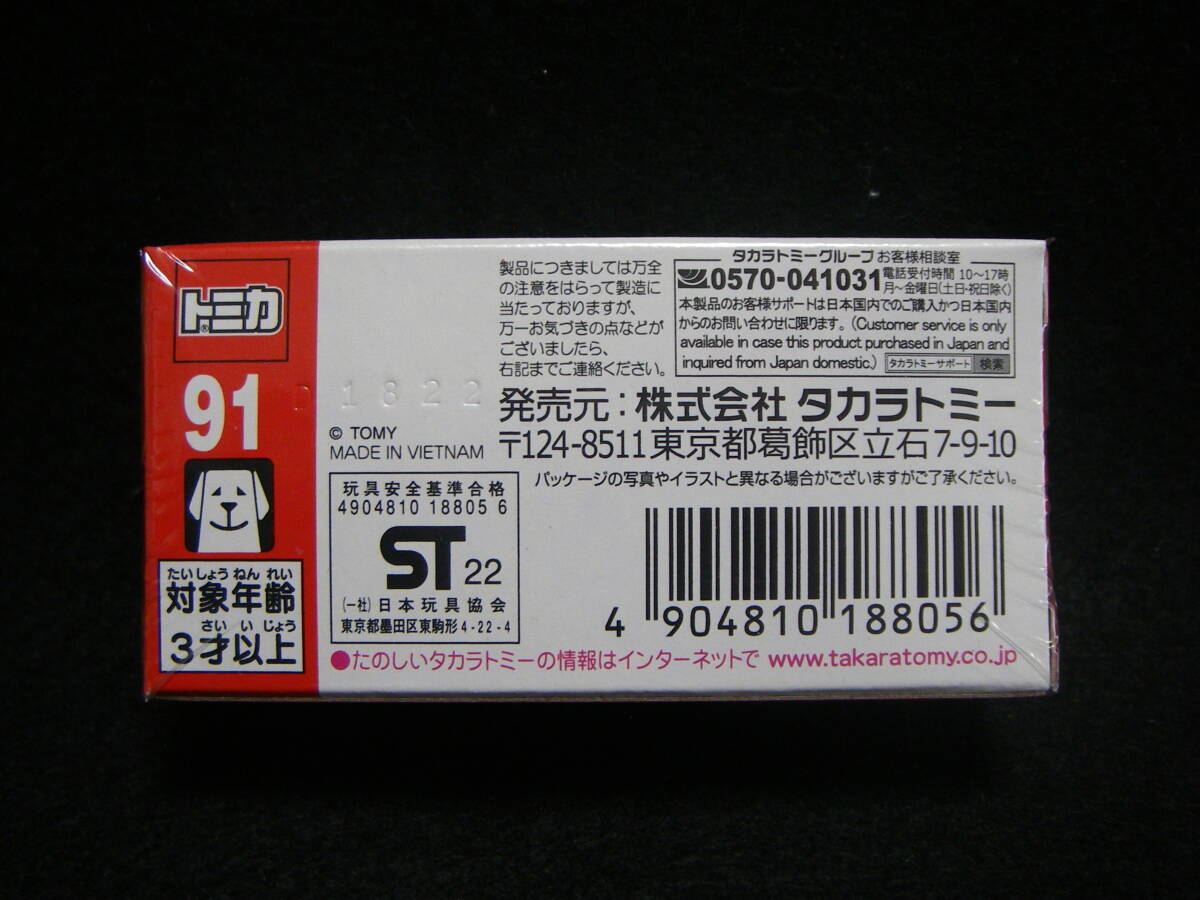 トミカ
®
91
たいしょうねんれい
対象年齢
さいいじょう
3才以上
製品につきましては万全
の注意をはらって製造に
当たっておりますが、
万一お気づきの点などが
ございましたら、
右記までご連絡ください。
タカラトミーグループ お客様相談室
0570-041031 電話受付時間 10〜17時
月〜金曜日(土日・祝日除く)
本製品のお客様サポートは日本国内でのご購入かつ日本国内
からのお問い合わせに限ります。(Customer service is only
available in case this product purchased in Japan and
inquired from Japan domestic.) タカラトミーサポート 検索
1822
© TOMY
MADE IN VIETNAM
発売元:株式会社 タカラトミー
〒124-8511 東京都葛飾区立石7-9-10
パッケージの写真やイラストと異なる場合がございますがご了承ください。
玩具安全基準合格
4904810 18805 6
ST 22
(一社)日本玩具協会
東京都墨田区東駒形4-22-4
4 904810 188056
●たのしいタカラトミーの情報はインターネットで www.takaratomy.co.jp